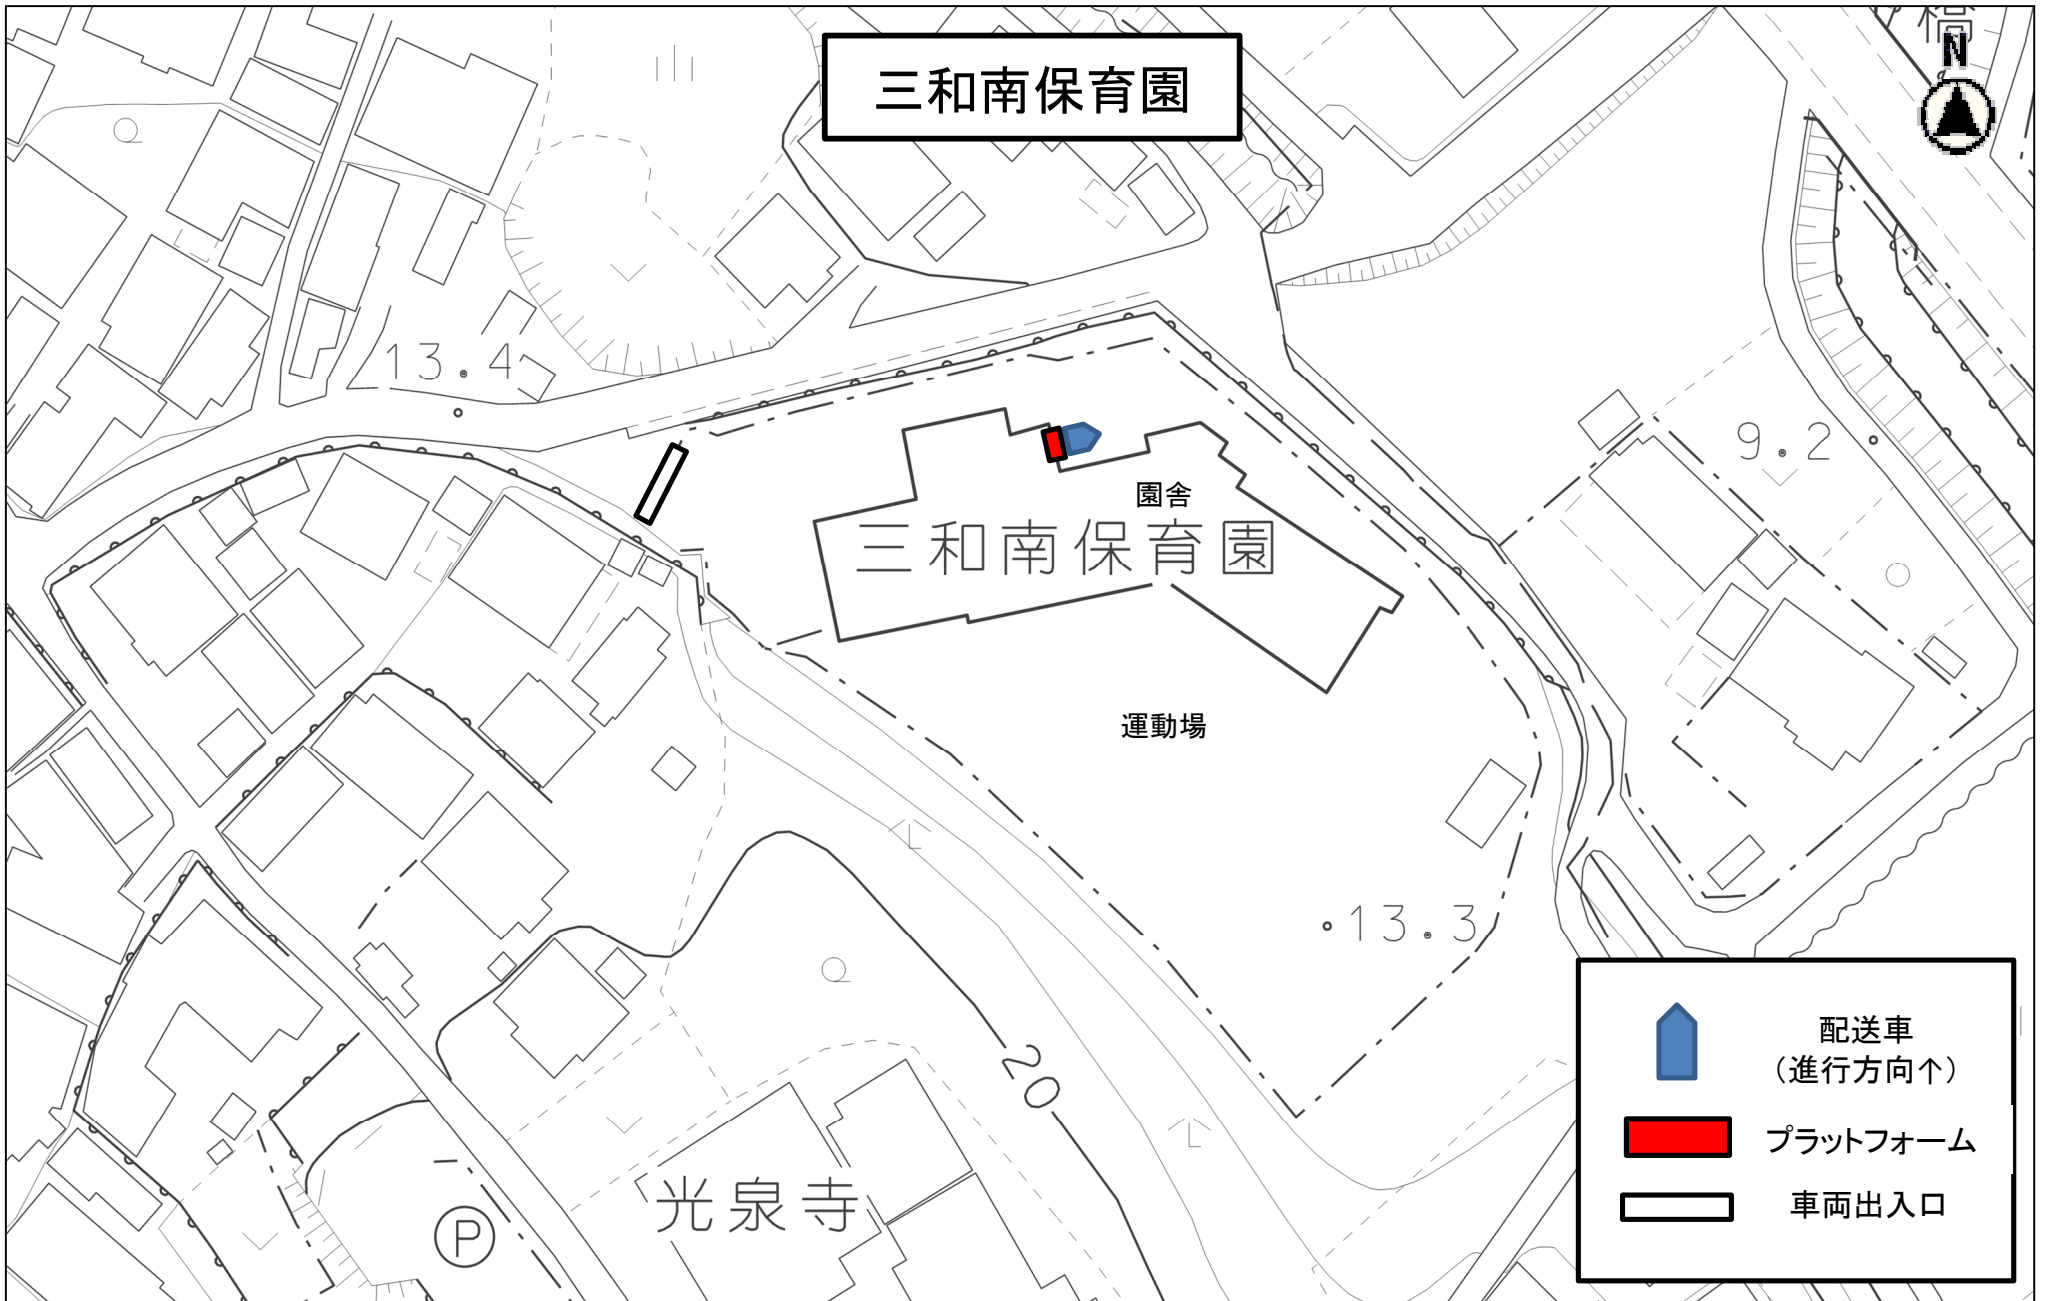 橋
N
三和南保育園
13.4
9.2
園舎
三和南保育園
運動場
13.3
20
光泉寺
P
配送車
（進行方向↑）
プラットフォーム
車両出入口